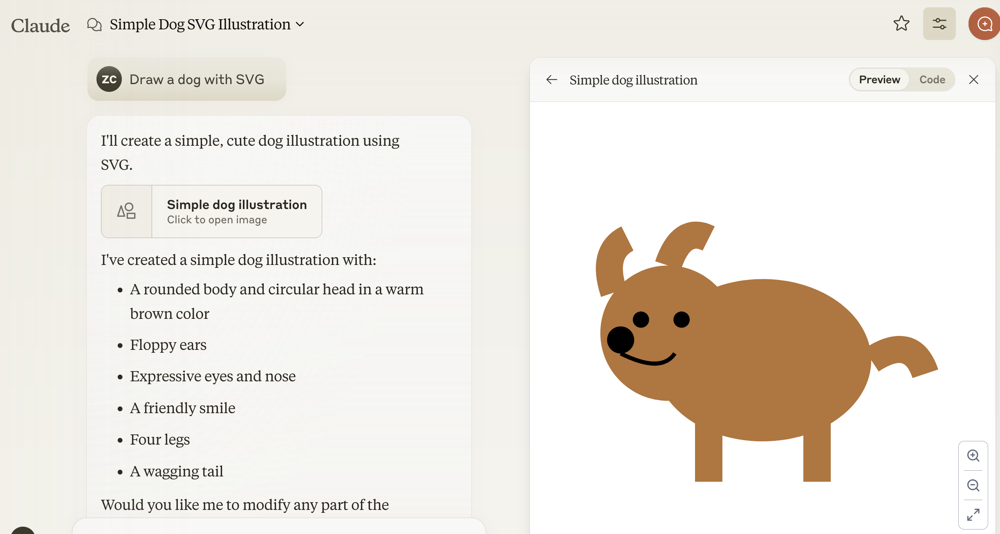 Claude
Simple Dog SVG Illustration
ZC
Draw a dog with SVG
I'll create a simple, cute dog illustration using
SVG.
Simple dog illustration
Click to open image
I've created a simple dog illustration with:
• A rounded body and circular head in a warm
brown color
• Floppy ears
• Expressive eyes and nose
• A friendly smile
• Four legs
• A wagging tail
Would you like me to modify any part of the
Simple dog illustration
Preview
Code